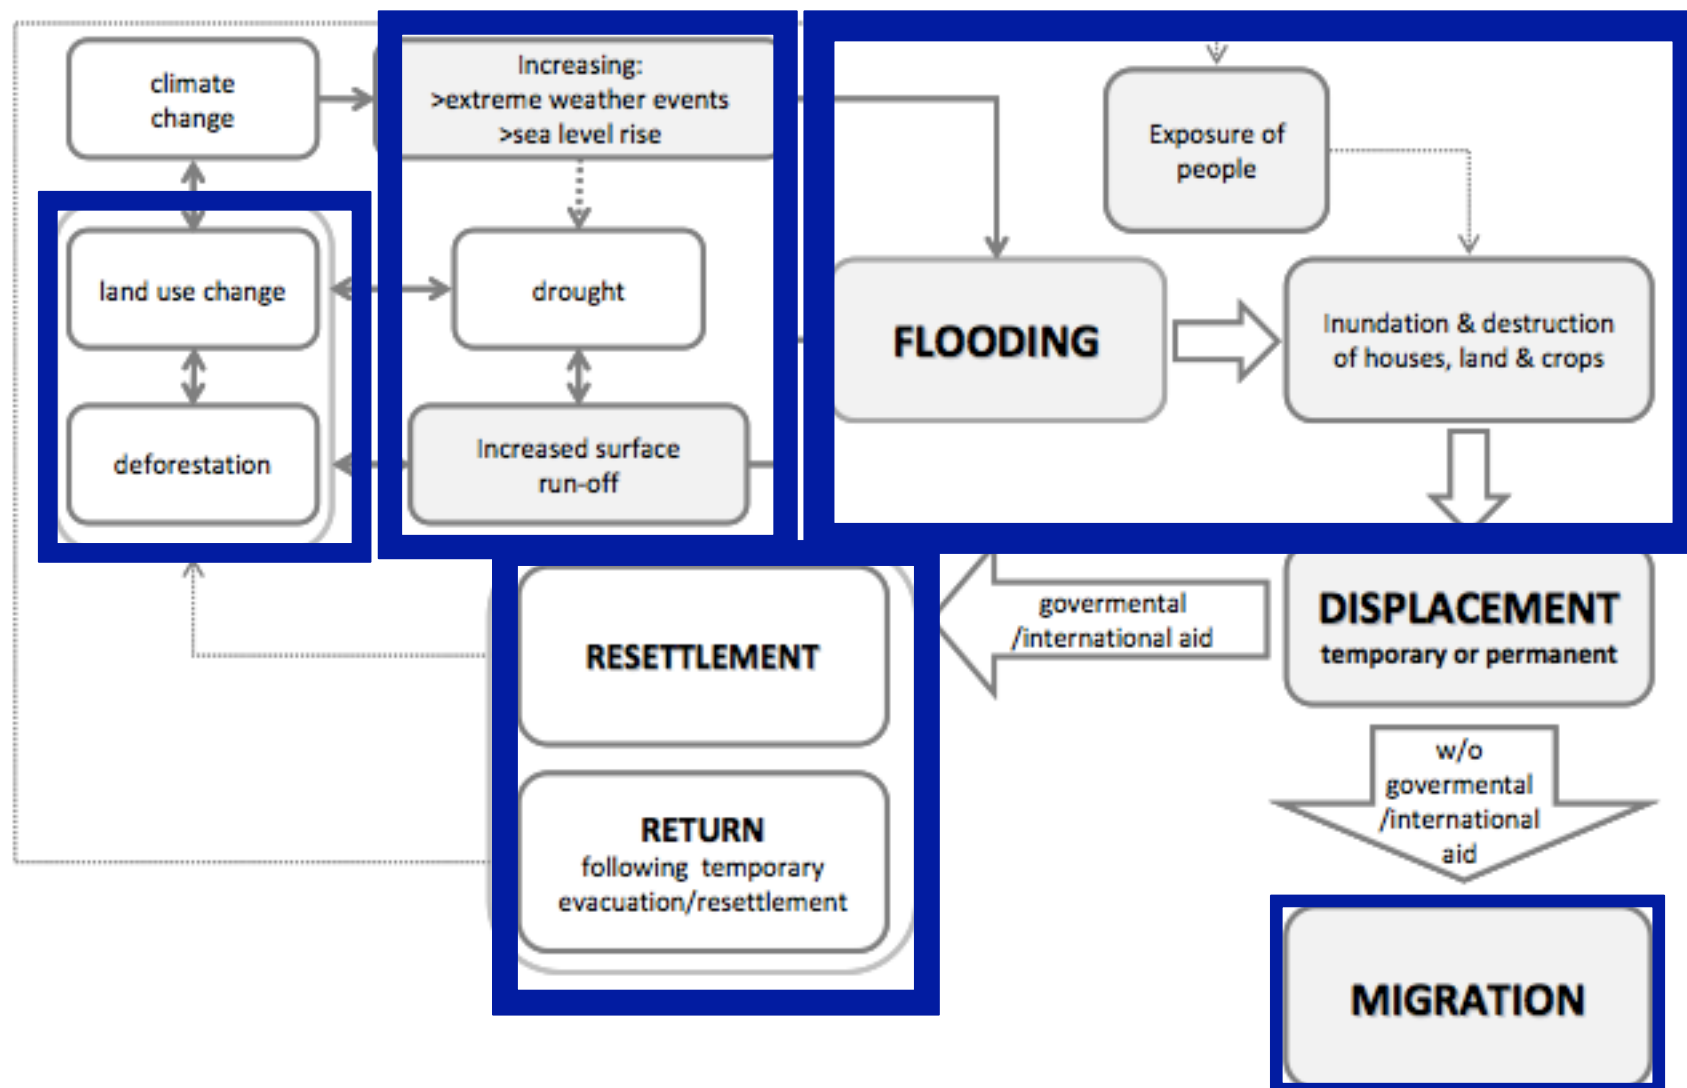 climate
change
Increasing:
>extreme weather events
>sea level rise
Exposure of
people
land use change
drought
FLOODING
Inundation & destruction
of houses, land & crops
deforestation
Increased surface
run-off
RESETTLEMENT
govermental
/international aid
DISPLACEMENT
temporary or permanent
RETURN
following temporary
evacuation/resettlement
w/o
govermental
/international
aid
MIGRATION